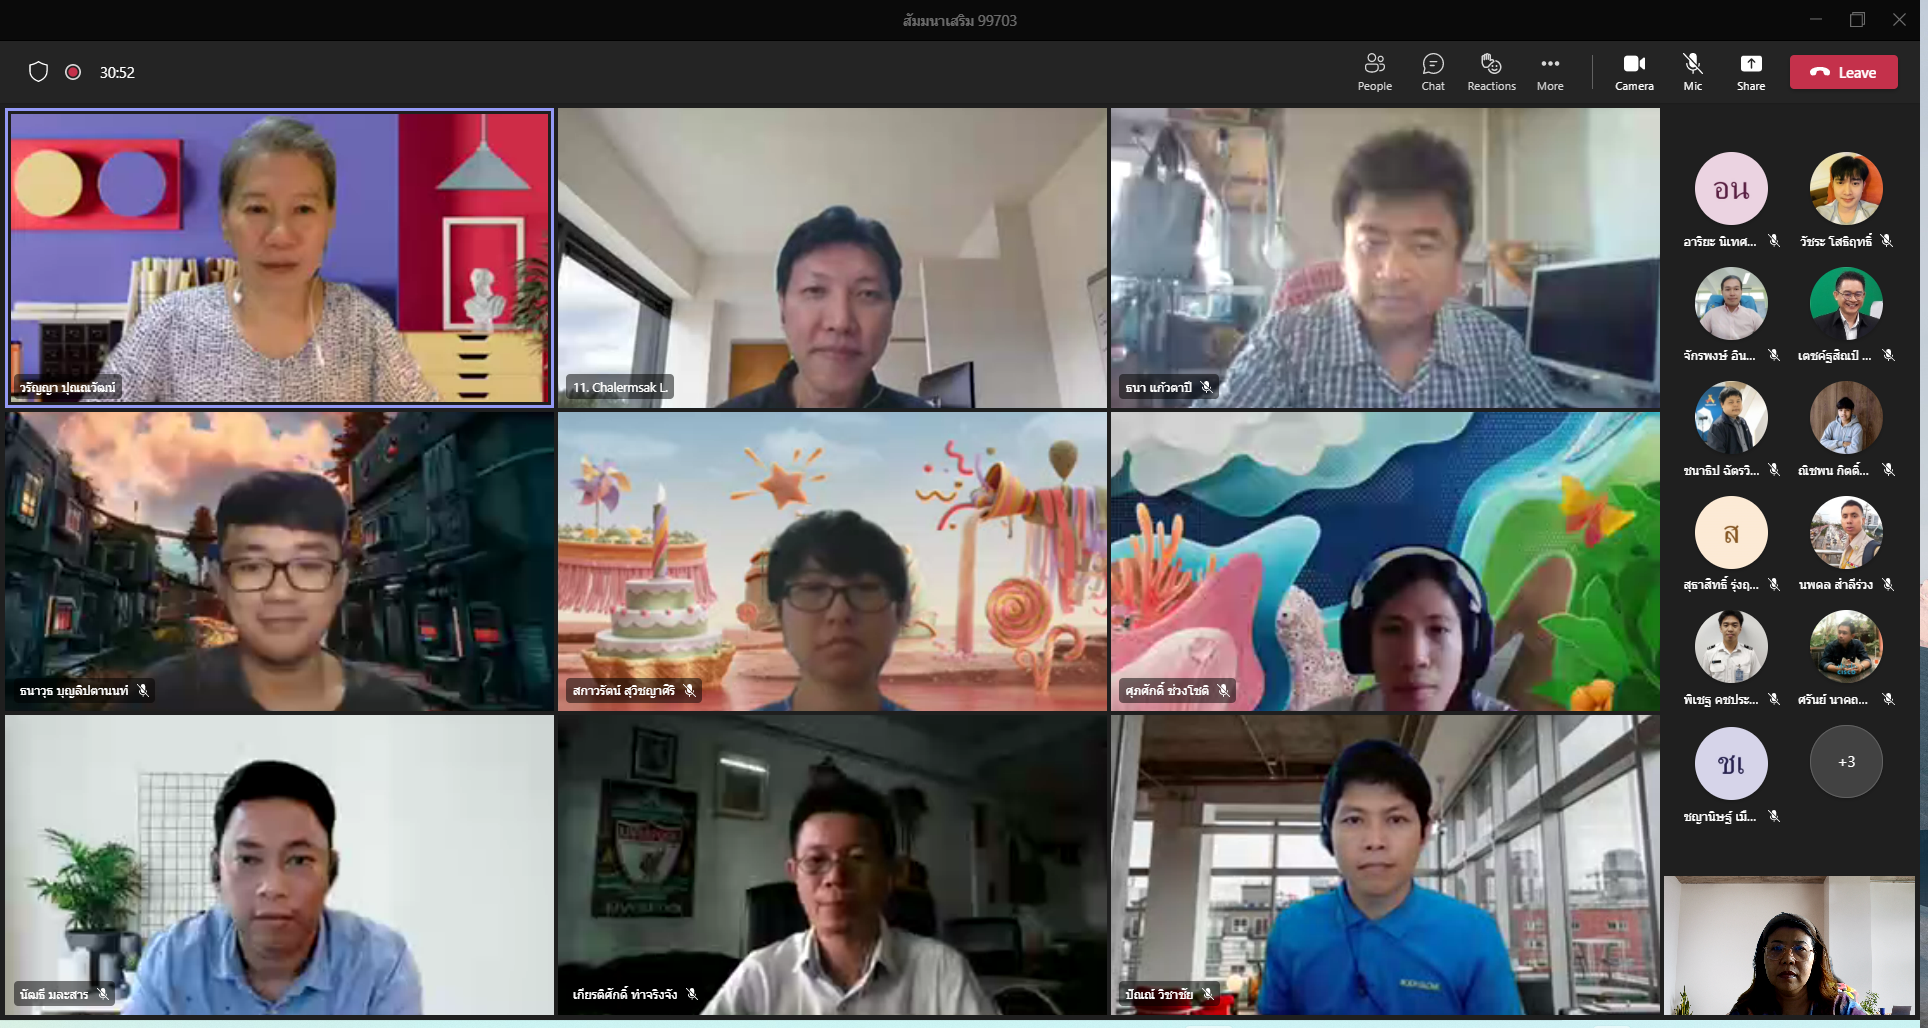 สัมมนาเสริม 99703
30:52
People
Chat
Reactions
More
Camera
Mic
Share
Leave
วรัญญา ปุณณวัฒน์
11. Chalermsak L.
ธนา แก้วตาปี
ธนาวุธ บุญลิปตานนท์
สกาวรัตน์ สุวิชญาศิริ
ศุภศักดิ์ ช่วงโชติ
LIVERPOOL
นัฒธี มละสาร
เกียรติศักดิ์ ทำจริงจัง
ปัณณ์ วิชาชัย
อน
อาริยะ นิเทศ...
วัชระ โสธิฤทธิ์
จักรพงษ์ อิน...
เดชค์ฐสิณป์ ...
ชนาธิป ฉัตรวิ...
ณิชพน กิตติ์...
ส
สุธาสิทธิ์ รุ่งฤ...
นพดล สำลีร่วง
พิเชฐ คชประ...
ศรันย์ นาคถ...
ชเ
+3
ชญานิษฐ์ เมื...